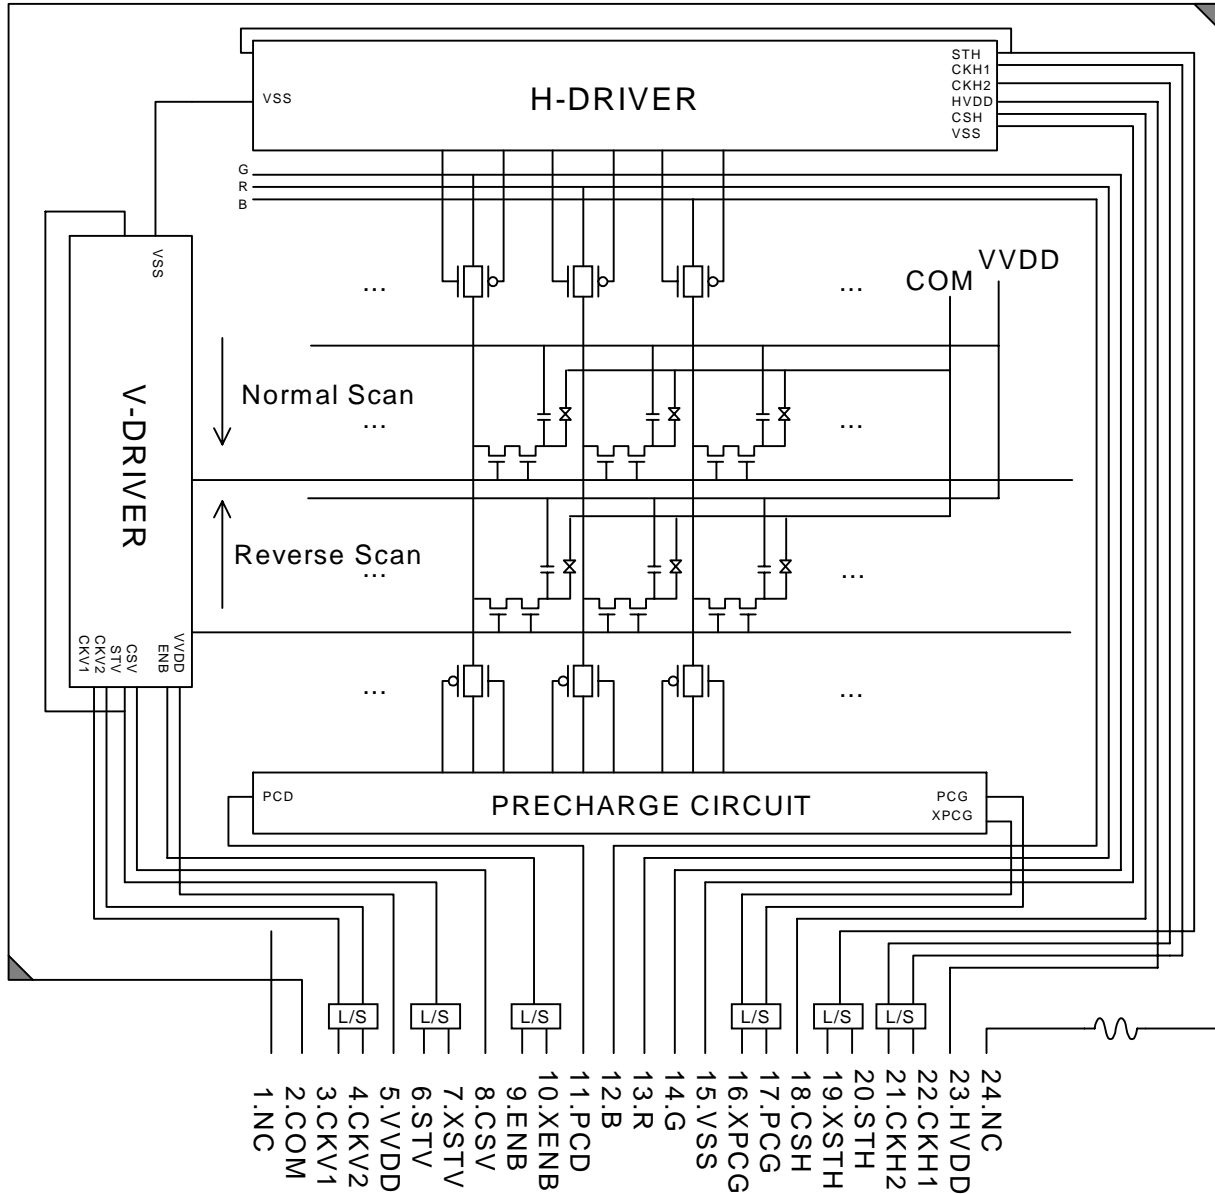 STH
CKH1
CKH2
HVDD
CSH
VSS
VSS
H-DRIVER
G
R
B
VSS
V-DRIVER
VVDD
COM
...
...
Normal Scan
...
...
Reverse Scan
...
...
CKV1
CKV2
STV
CSV
ENB
VVDD
...
...
PCD
PRECHARGE CIRCUIT
PCG
XPCG
L/S
L/S
L/S
L/S
L/S
L/S
1.NC
2.COM
3.CKV1
4.CKV2
5.VVDD
6.STV
7.XSTV
8.CSV
9.ENB
10.XENB
11.PCD
12.B
13.R
14.G
15.VSS
16.XPCG
17.PCG
18.CSH
19.XSTH
20.STH
21.CKH2
22.CKH1
23.HVDD
24.NC